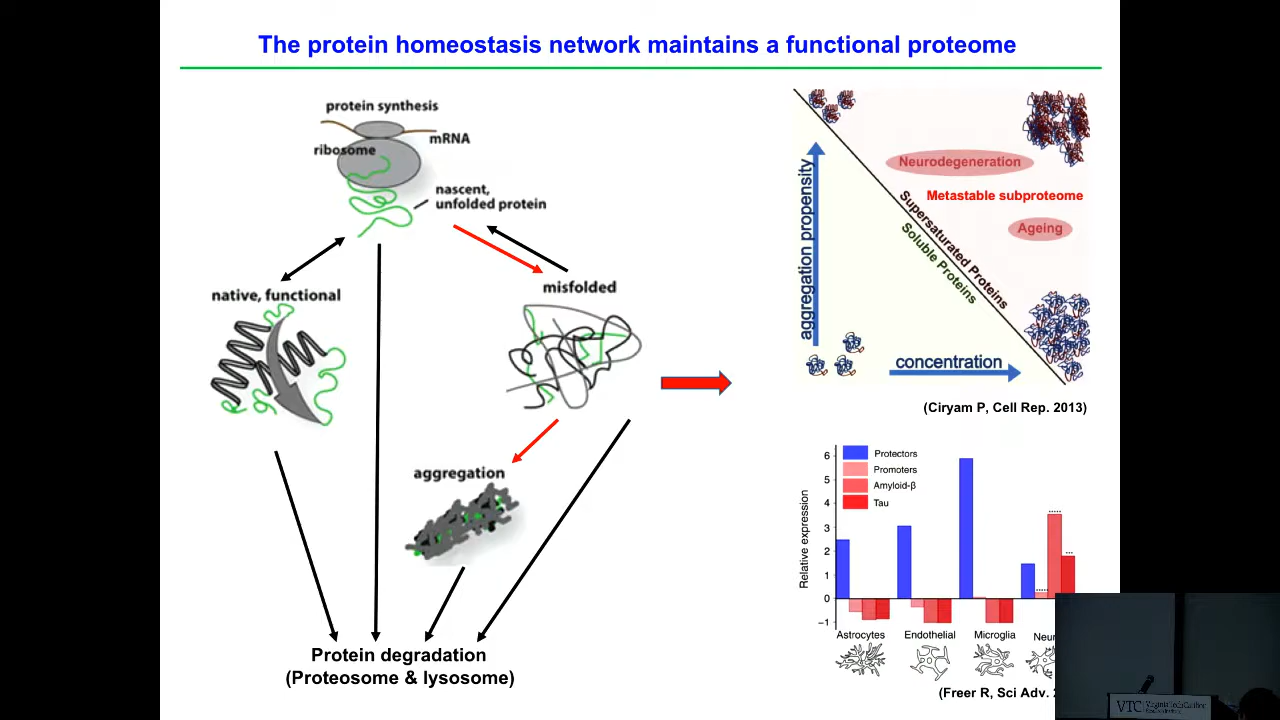 The protein homeostasis network maintains a functional proteome
protein synthesis
mRNA
ribosome
nascent,
unfolded protein
native, functional
misfolded
aggregation
Protein degradation
(Proteosome & lysosome)
aggregation propensity
Neurodegeneration
Metastable subproteome
Ageing
Supersaturated Proteins
Soluble Proteins
concentration
(Ciryam P, Cell Rep. 2013)
Relative expression
6
5
4
3
2
1
0
−1
Protectors
Promoters
Amyloid-β
Tau
Astrocytes
Endothelial
Microglia
Neu
(Freer R, Sci Adv. 2
VTC